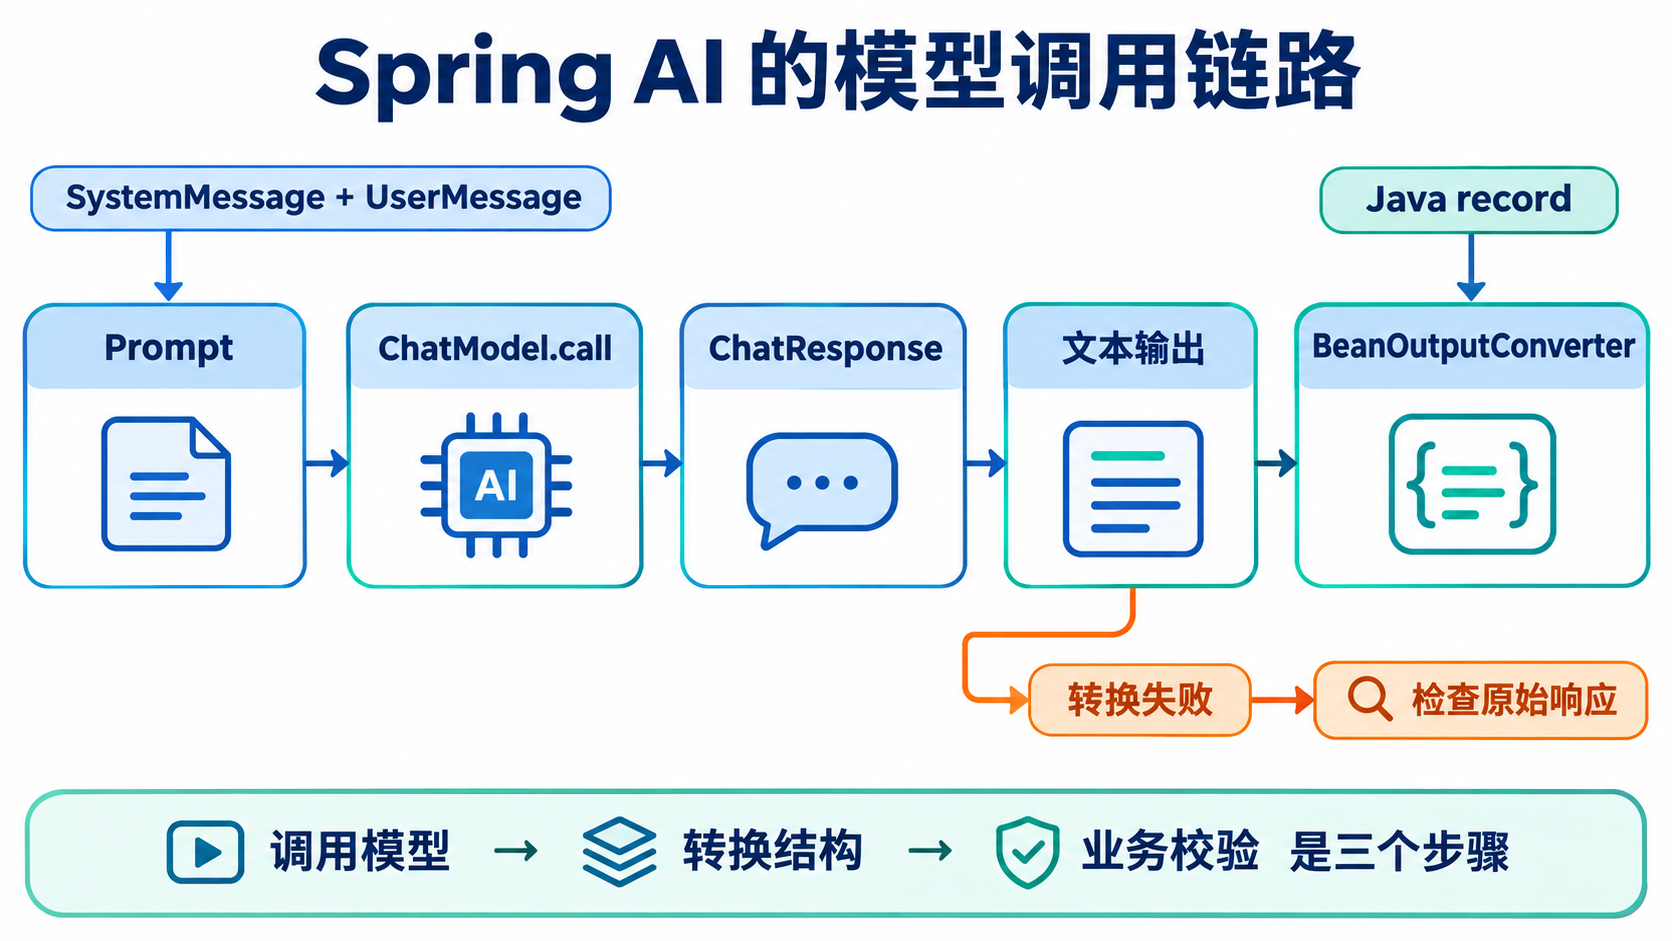 Spring AI 的模型调用链路
SystemMessage + UserMessage
Java record
Prompt
ChatModel.call
ChatResponse
文本输出
BeanOutputConverter
AI
转换失败
检查原始响应
调用模型 → 转换结构 → 业务校验 是三个步骤